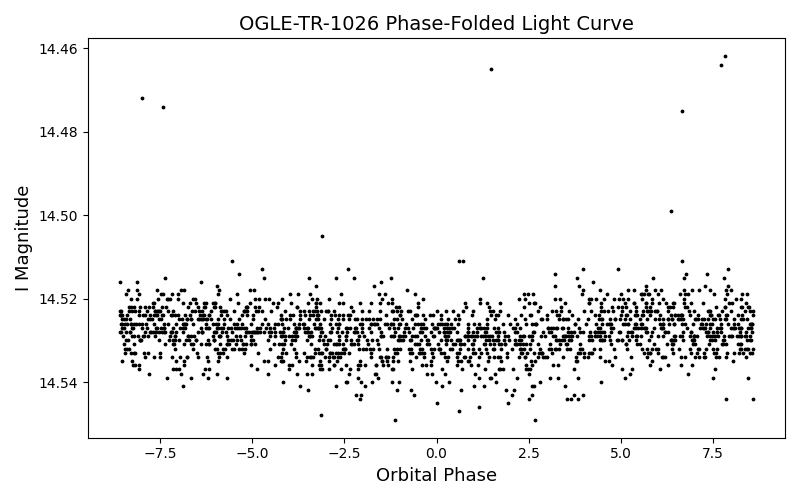 OGLE-TR-1026 Phase-Folded Light Curve
14.46
14.48
14.50
14.52
14.54
I Magnitude
−7.5 −5.0 −2.5 0.0 2.5 5.0 7.5
Orbital Phase